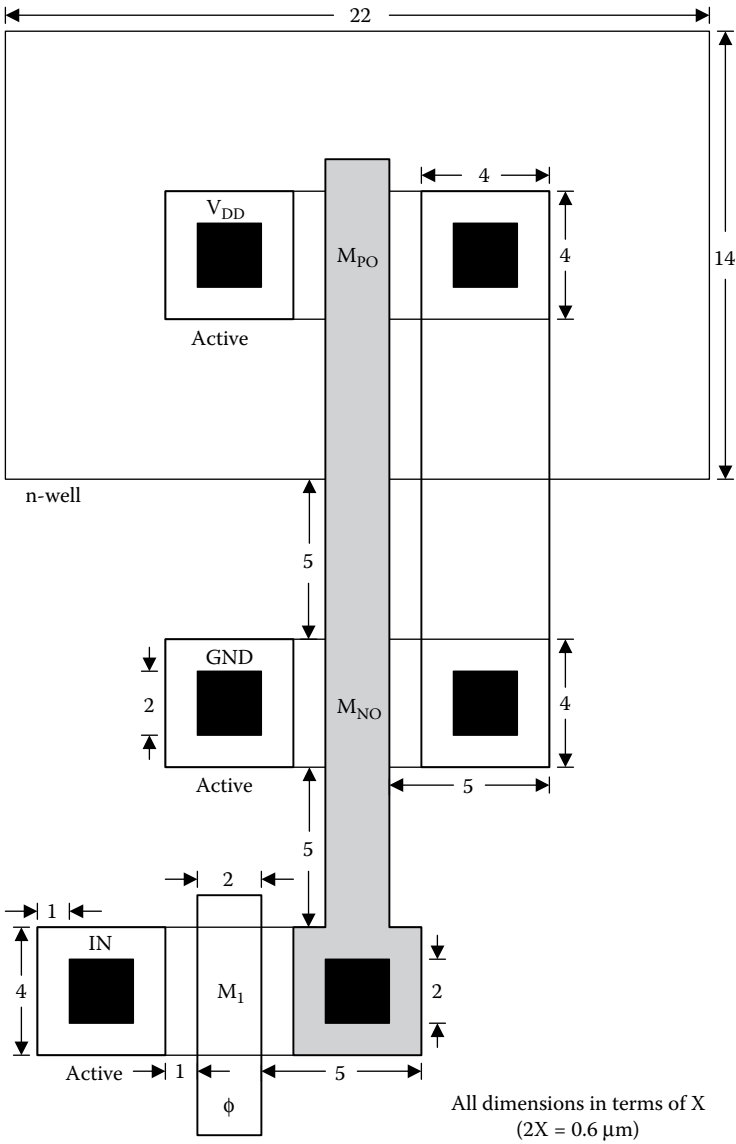 22
V_DD
4
M_PO
4
14
Active
n-well
5
GND
2
M_NO
4
Active
5
5
2
1
IN
4
M_1
2
Active
1
5
ϕ
All dimensions in terms of X
(2X = 0.6 μm)